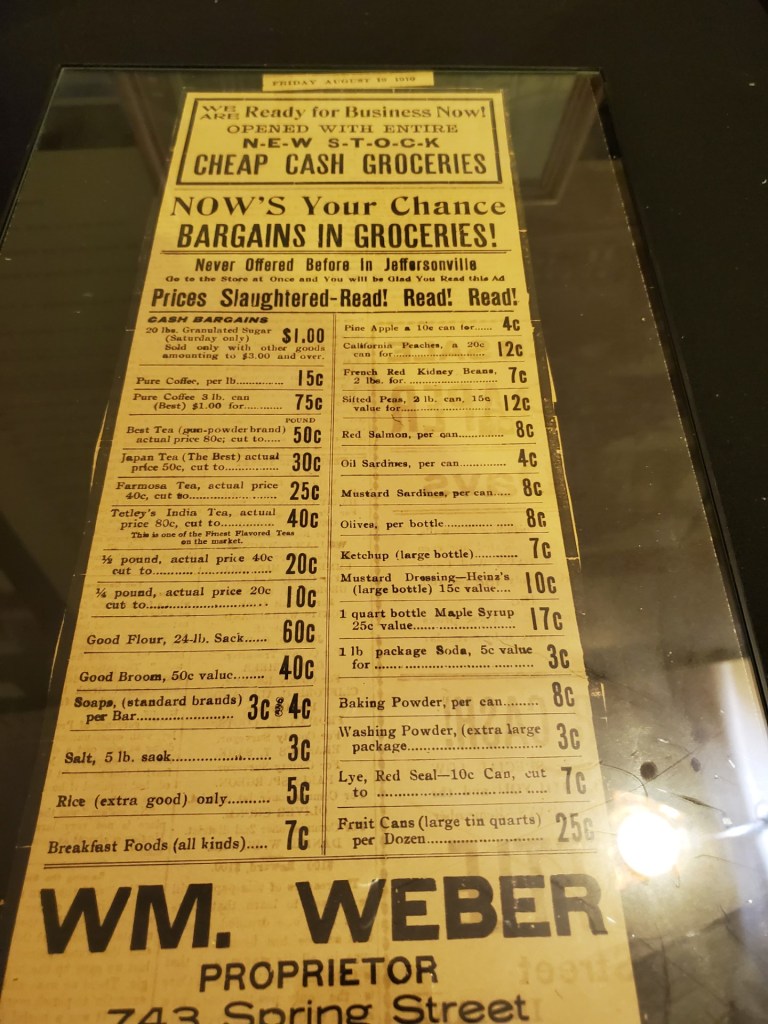 FRIDAY AUGUST 19 1910
WE ARE Ready for Business Now!
OPENED WITH ENTIRE
N-E-W S-T-O-C-K
CHEAP CASH GROCERIES
NOW'S Your Chance
BARGAINS IN GROCERIES!
Never Offered Before In Jeffersonville
Go to the Store at Once and You will be Glad You Read this Ad
Prices Slaughtered-Read! Read! Read!
CASH BARGAINS
20 lbs. Granulated Sugar
(Saturday only) $1.00
Sold only with other goods
amounting to $3.00 and over.
Pure Coffee, per lb.............. 15c
Pure Coffee 3 lb. can
(Best) $1.00 for........... 75c
POUND
Best Tea (gun-powder brand)
actual price 80c; cut to..... 50c
Japan Tea (The Best) actual
price 50c, cut to............. 30c
Farmosa Tea, actual price
40c, cut to..................... 25c
Tetley's India Tea, actual
price 80c, cut to.............. 40c
This is one of the Finest Flavored Teas
on the market.
½ pound, actual price 40c
cut to............................ 20c
¼ pound, actual price 20c
cut to............................ 10c
Good Flour, 24-lb. Sack...... 60c
Good Broom, 50c value........ 40c
Soaps, (standard brands)
per Bar....................... 3c & 4c
Salt, 5 lb. sack...................... 3c
Rice (extra good) only.......... 5c
Breakfast Foods (all kinds)..... 7c
Pine Apple a 10c can for...... 4c
California Peaches, a 20c
can for.......................... 12c
French Red Kidney Beans,
2 lbs. for........................ 7c
Sifted Peas, 2 lb. can, 15c
value for........................ 12c
Red Salmon, per can............ 8c
Oil Sardines, per can............ 4c
Mustard Sardines, per can..... 8c
Olives, per bottle................. 8c
Ketchup (large bottle)........... 7c
Mustard Dressing—Heinz's
(large bottle) 15c value.... 10c
1 quart bottle Maple Syrup
25c value........................ 17c
1 lb package Soda, 5c value
for ................................. 3c
Baking Powder, per can......... 8c
Washing Powder, (extra large
package........................... 3c
Lye, Red Seal—10c Can, cut
to ................................. 7c
Fruit Cans (large tin quarts)
per Dozen........................ 25c
WM. WEBER
PROPRIETOR
743 Spring Street